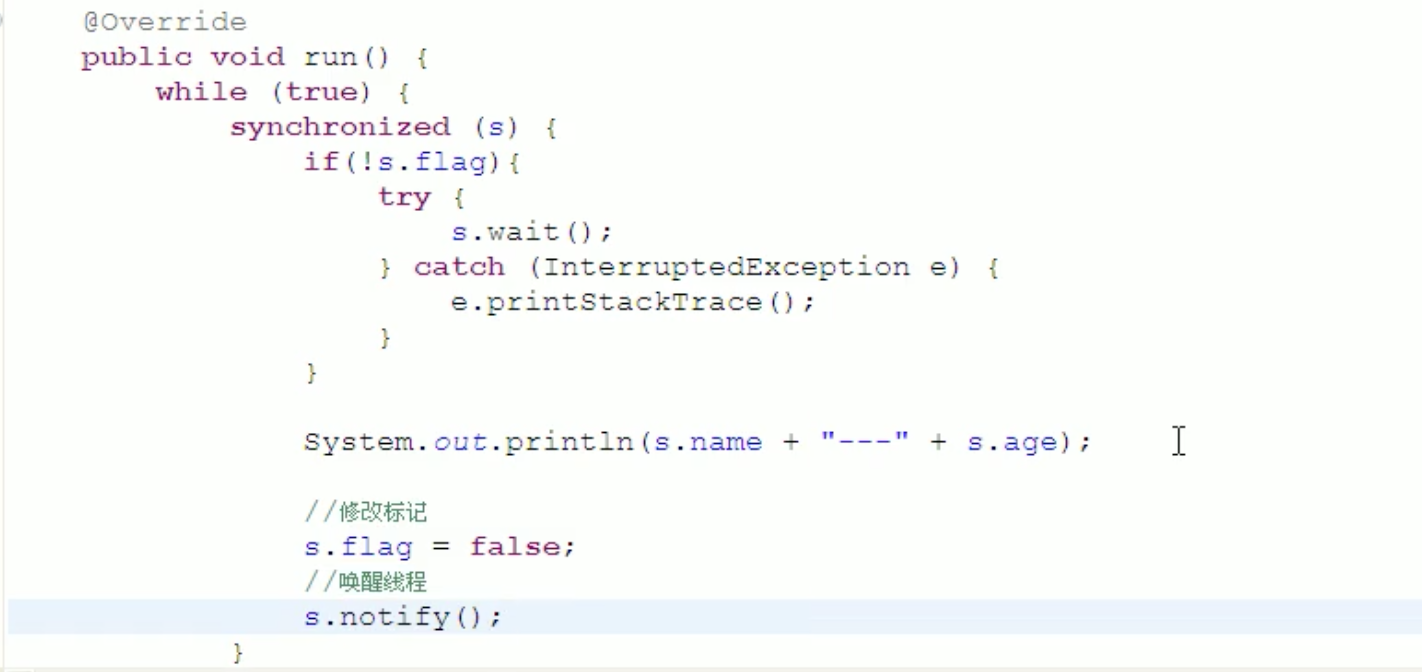 @Override
public void run() {
while (true) {
synchronized (s) {
if(!s.flag){
try {
s.wait();
} catch (InterruptedException e) {
e.printStackTrace();
}
}
System.out.println(s.name + "---" + s.age);
//修改标记
s.flag = false;
//唤醒线程
s.notify();
}